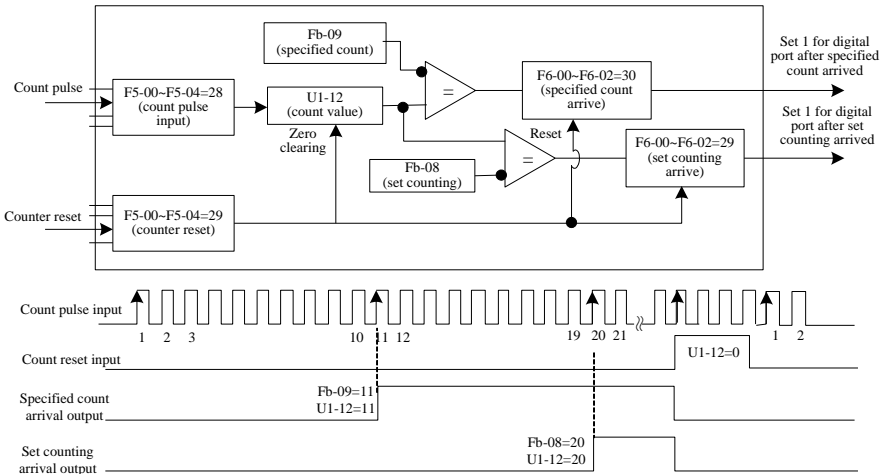 Fb-09
(specified count)
Set 1 for digital
port after specified
count arrived
Count pulse
F5-00~F5-04=28
(count pulse
input)
U1-12
(count value)
=
F6-00~F6-02=30
(specified count
arrive)
Zero
clearing
Reset
Set 1 for digital
port after set
counting arrived
Fb-08
(set counting)
=
F6-00~F6-02=29
(set counting
arrive)
Counter reset
F5-00~F5-04=29
(counter reset)
Count pulse input
1 2 3 10 11 12 19 20 21 1 2
Count reset input
U1-12=0
Specified count
arrival output
Fb-09=11
U1-12=11
Set counting
arrival output
Fb-08=20
U1-12=20